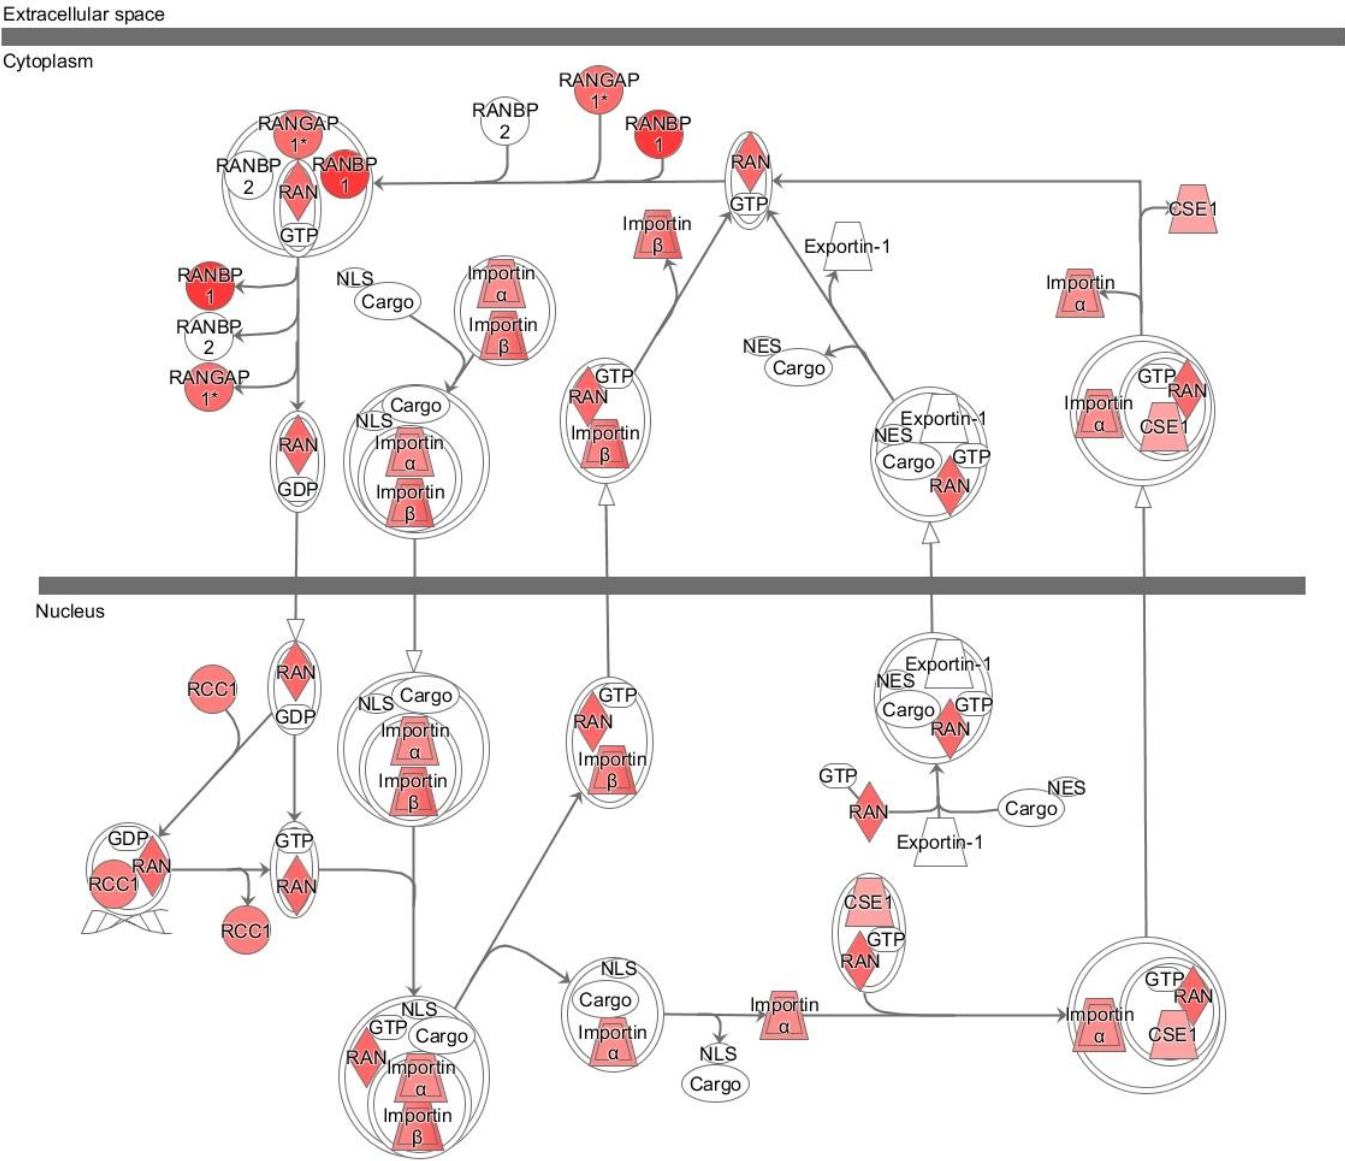 Extracellular space
Cytoplasm
RANGAP
1*
RANBP
2
RANBP
1
RAN
GTP
RANBP
2
RANGAP
1*
RANBP
1
RAN
GTP
CSE1
Importin
β
Exportin-1
RANBP
1
RANBP
2
RANGAP
1*
NLS
Cargo
Importin
α
Importin
β
Importin
α
NES
Cargo
RAN
GDP
Cargo
NLS
Importin
α
Importin
β
GTP
RAN
Importin
β
Exportin-1
NES
Cargo
GTP
RAN
GTP
RAN
Importin
α
CSE1
Nucleus
RCC1
RAN
GDP
NLS
Cargo
Importin
α
Importin
β
GTP
RAN
Importin
β
Exportin-1
NES
Cargo
GTP
RAN
GTP
RAN
NES
Cargo
Exportin-1
GDP
RAN
RCC1
GTP
RAN
RCC1
CSE1
GTP
RAN
NLS
GTP
Cargo
RAN
Importin
α
Importin
β
NLS
Cargo
Importin
α
NLS
Cargo
Importin
α
GTP
RAN
Importin
α
CSE1